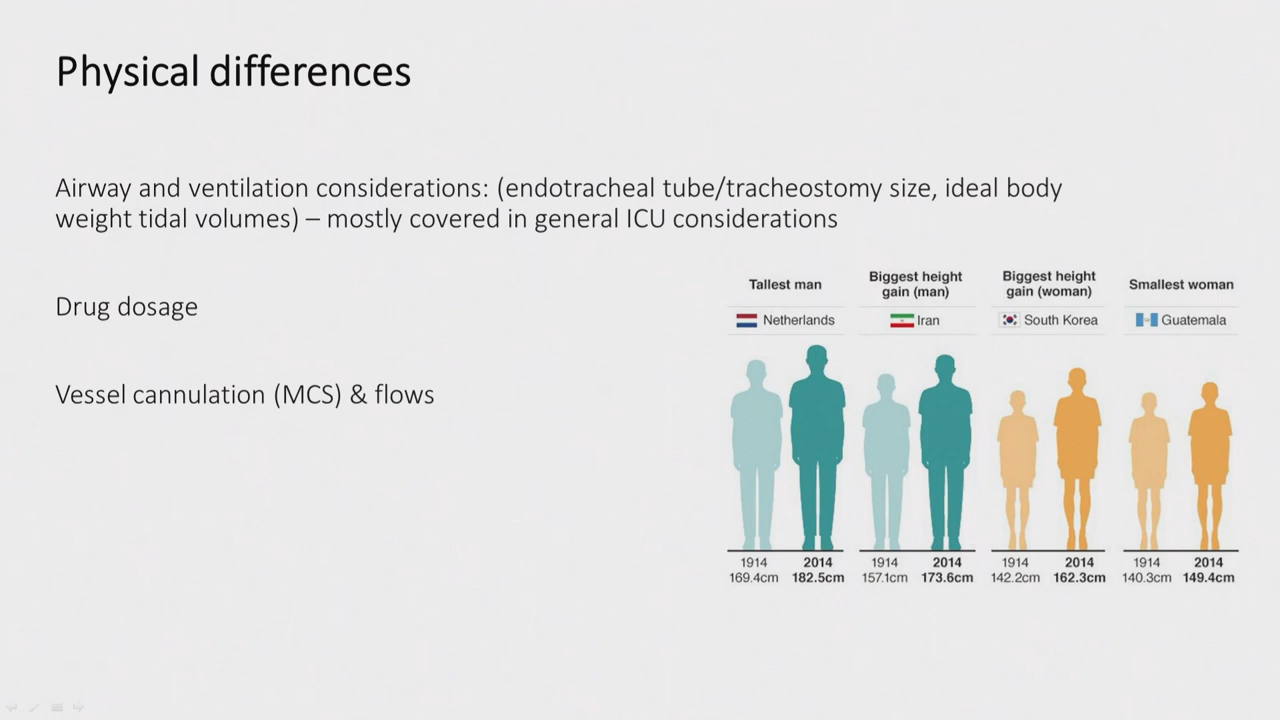 Physical differences
Airway and ventilation considerations: (endotracheal tube/tracheostomy size, ideal body
weight tidal volumes) – mostly covered in general ICU considerations
Drug dosage
Vessel cannulation (MCS) & flows
Tallest man
Netherlands
1914
169.4cm
2014
182.5cm
Biggest height
gain (man)
Iran
1914
157.1cm
2014
173.6cm
Biggest height
gain (woman)
South Korea
1914
142.2cm
2014
162.3cm
Smallest woman
Guatemala
1914
140.3cm
2014
149.4cm